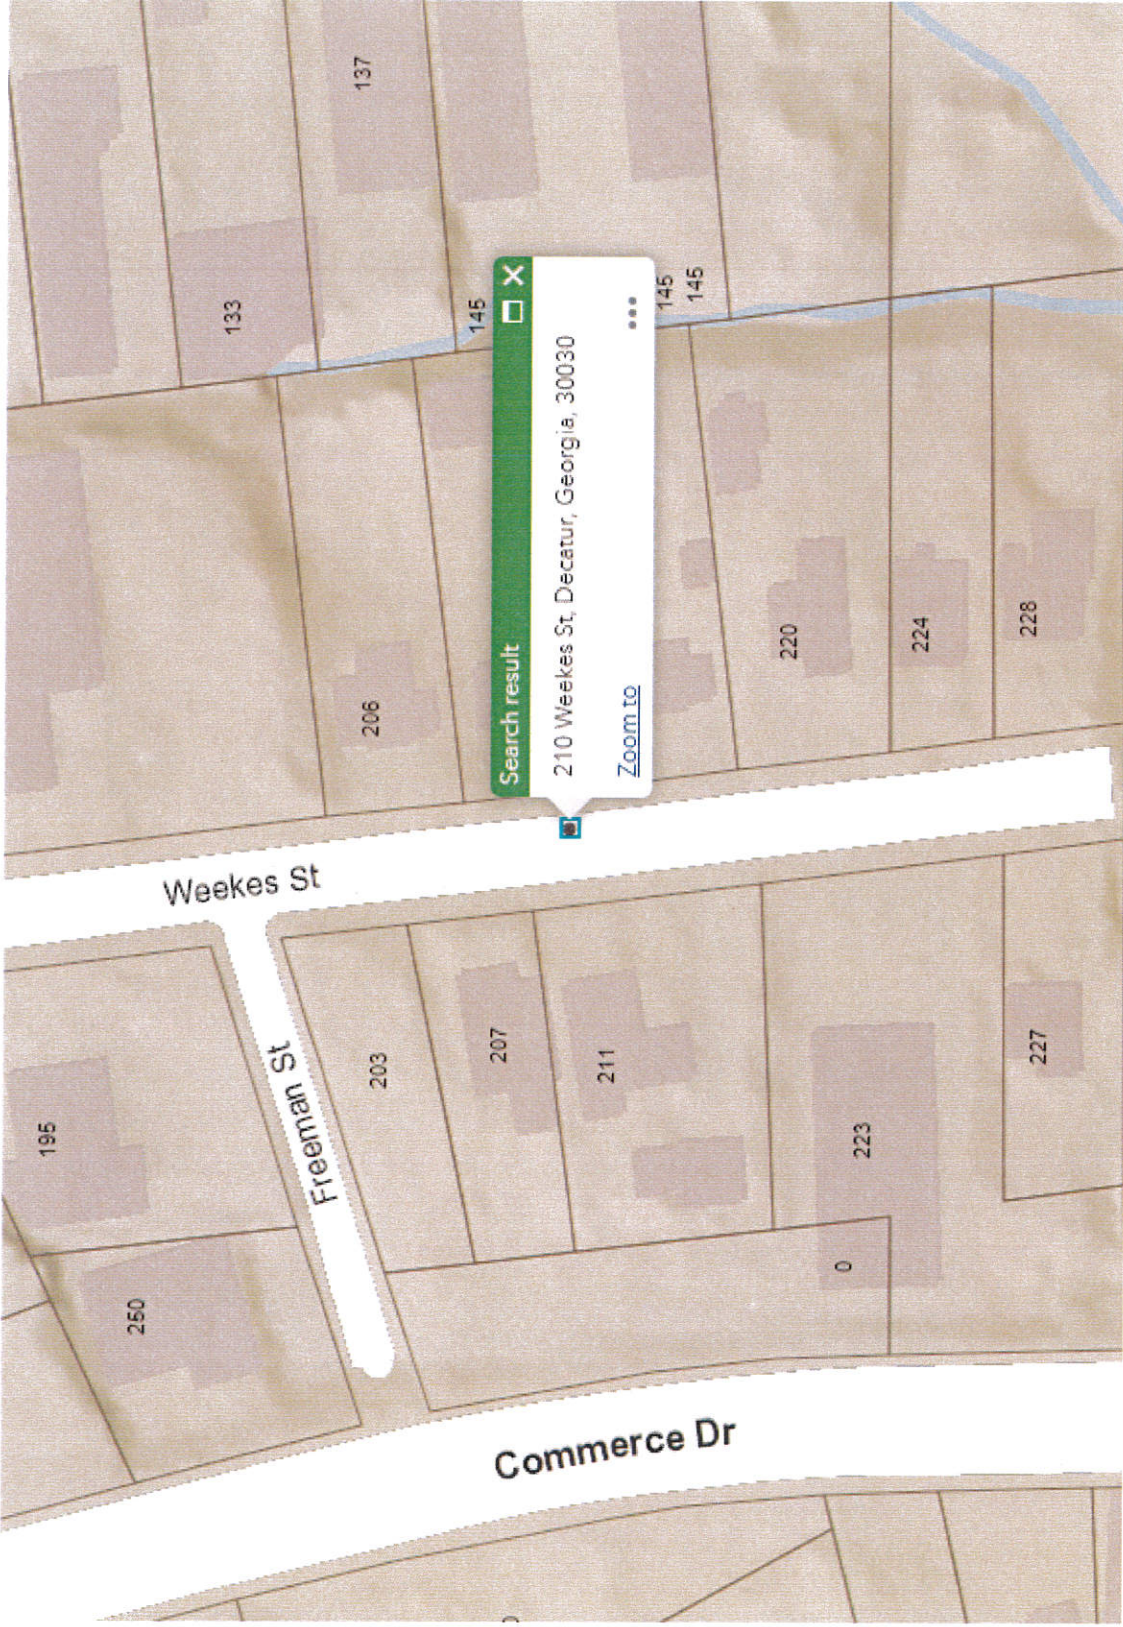 137
133
145
Search result
210 Weekes St, Decatur, Georgia, 30030
Zoom to
145
145
206
220
224
228
Weekes St
Freeman St
203
207
211
195
250
223
0
227
Commerce Dr